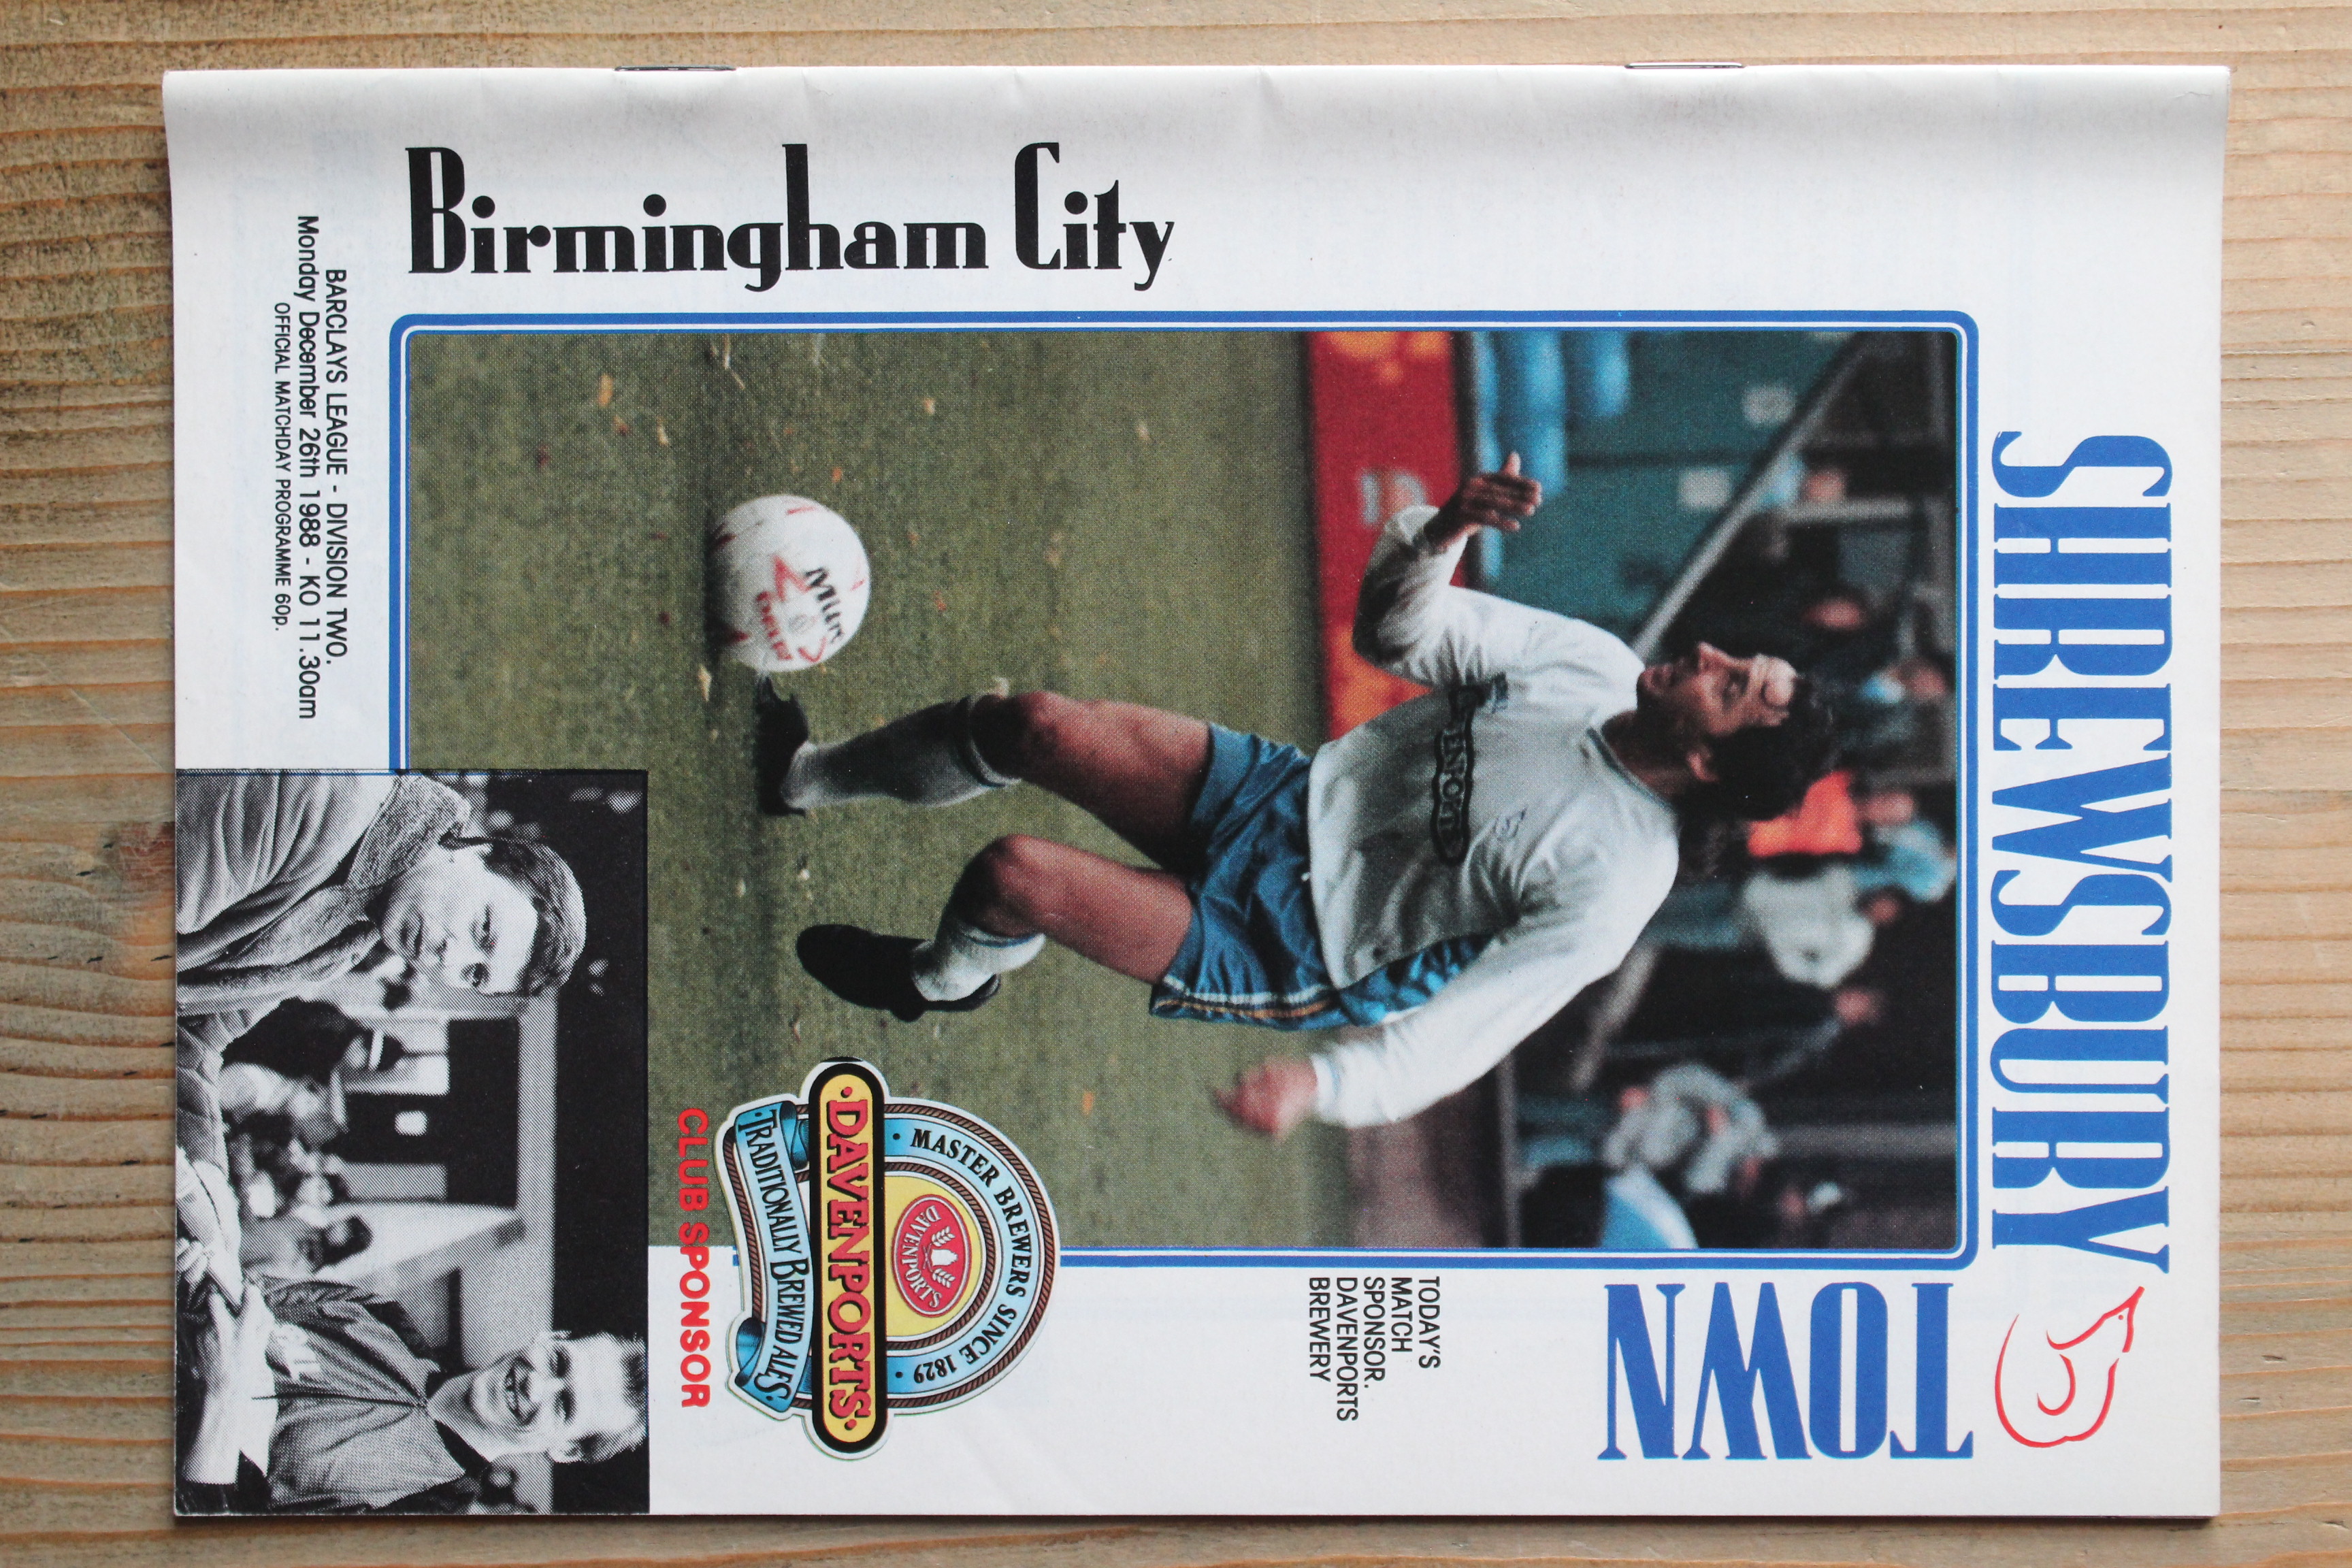 SHREWSBURY
TOWN
TODAY'S
MATCH
SPONSOR.
DAVENPORTS
BREWERY
Mitre
MASTER BREWERS SINCE 1829
DAVENPORTS
·DAVENPORTS·
·TRADITIONALLY BREWED ALES·
CLUB SPONSOR
Birmingham City
BARCLAYS LEAGUE - DIVISION TWO.
Monday December 26th 1988 - KO 11.30am
OFFICIAL MATCHDAY PROGRAMME 60p.